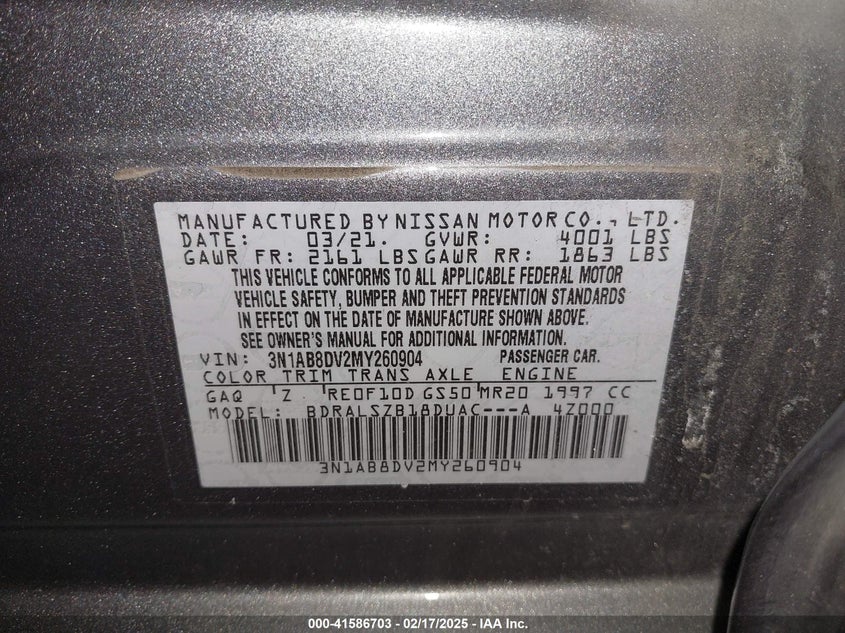 MANUFACTURED BY NISSAN MOTOR CO., LTD.
DATE: 03/21. GVWR: 4001 LBS
GAWR FR: 2161 LBS GAWR RR: 1863 LBS
THIS VEHICLE CONFORMS TO ALL APPLICABLE FEDERAL MOTOR
VEHICLE SAFETY, BUMPER AND THEFT PREVENTION STANDARDS
IN EFFECT ON THE DATE OF MANUFACTURE SHOWN ABOVE.
SEE OWNER'S MANUAL FOR ADDITIONAL INFORMATION.
VIN: 3N1AB8DV2MY260904 PASSENGER CAR.
COLOR TRIM TRANS AXLE ENGINE
GAQ Z RE0F10D GS50 MR20 1997 CC
MODEL: BDRALSZB18DUAC---A 4Z000
3N1AB8DV2MY260904
000-41586703 - 02/17/2025 - IAA Inc.